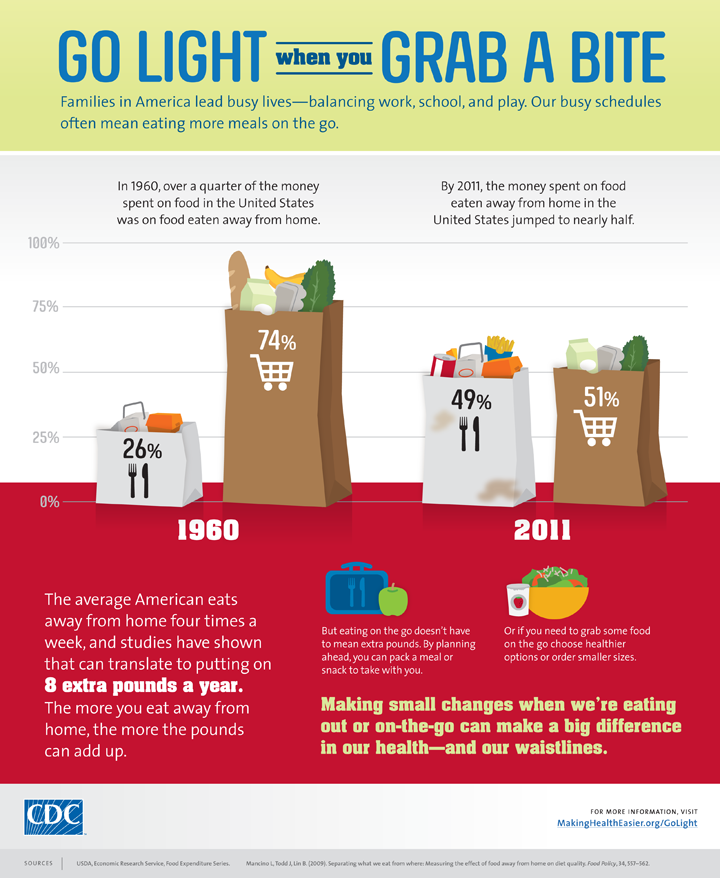 GO LIGHT when you GRAB A BITE
Families in America lead busy lives—balancing work, school, and play. Our busy schedules
often mean eating more meals on the go.
In 1960, over a quarter of the money
spent on food in the United States
was on food eaten away from home.
By 2011, the money spent on food
eaten away from home in the
United States jumped to nearly half.
100%
75%
50%
25%
0%
26%
74%
49%
51%
1960
2011
The average American eats
away from home four times a
week, and studies have shown
that can translate to putting on
8 extra pounds a year.
The more you eat away from
home, the more the pounds
can add up.
But eating on the go doesn't have
to mean extra pounds. By planning
ahead, you can pack a meal or
snack to take with you.
Or if you need to grab some food
on the go choose healthier
options or order smaller sizes.
Making small changes when we're eating
out or on-the-go can make a big difference
in our health—and our waistlines.
CDC
FOR MORE INFORMATION, VISIT
MakingHealthEasier.org/GoLight
SOURCES
USDA, Economic Research Service, Food Expenditure Series.
Mancino L, Todd J, Lin B. (2009). Separating what we eat from where: Measuring the effect of food away from home on diet quality. Food Policy, 34, 557–562.